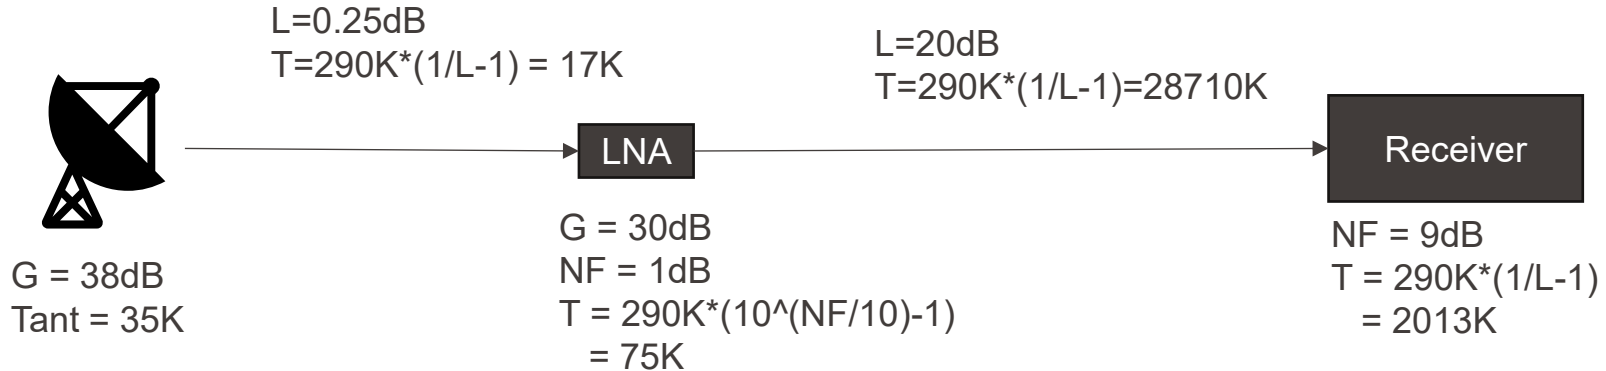 L=0.25dB
T=290K*(1/L-1) = 17K
L=20dB
T=290K*(1/L-1)=28710K
LNA
Receiver
G = 38dB
Tant = 35K
G = 30dB
NF = 1dB
T = 290K*(10^(NF/10)-1)
= 75K
NF = 9dB
T = 290K*(1/L-1)
= 2013K